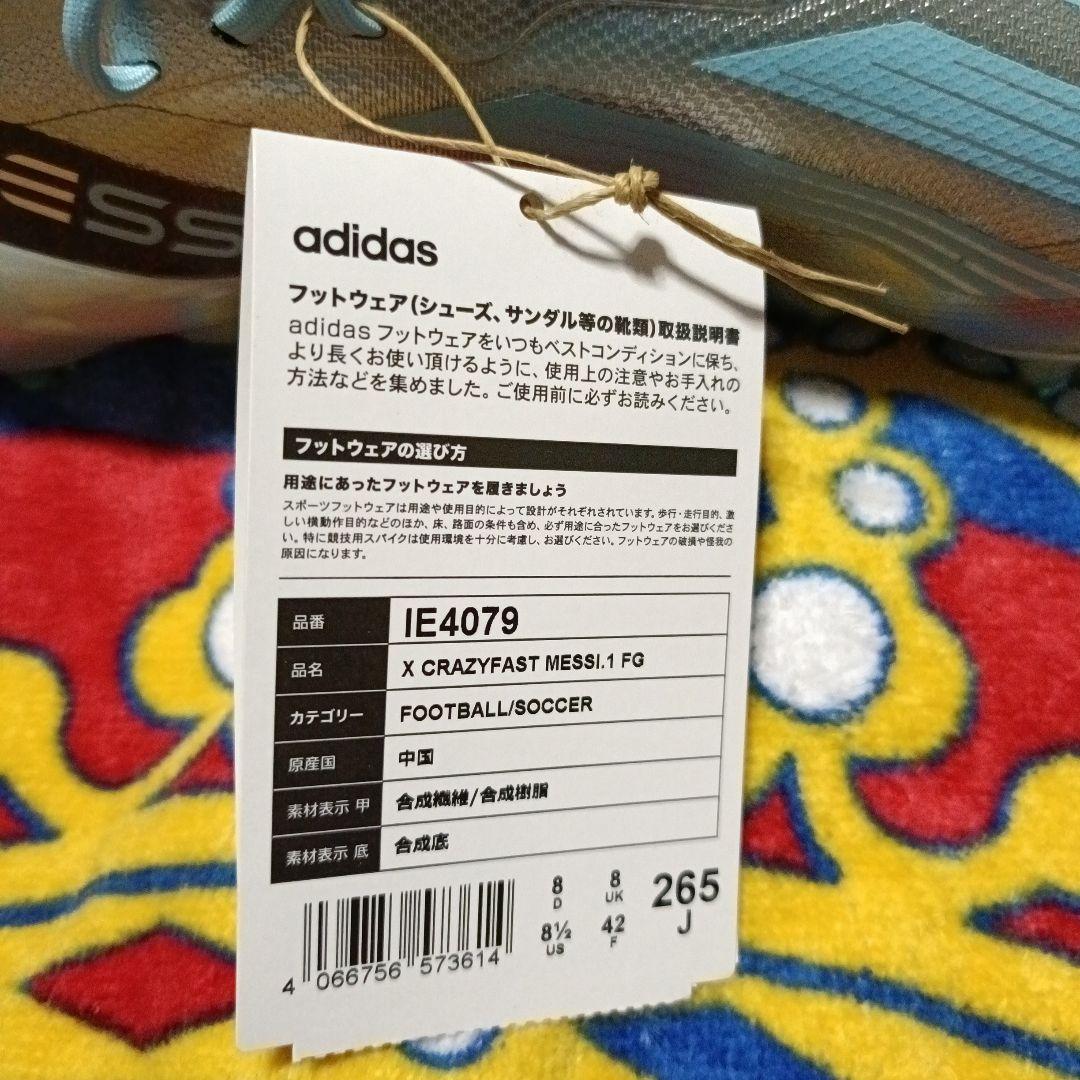 ESS
adidas
フットウェア(シューズ、サンダル等の靴類)取扱説明書
adidas フットウェアをいつもベストコンディションに保ち、
より長くお使い頂けるように、使用上の注意やお手入れの
方法などを集めました。ご使用前に必ずお読みください。
フットウェアの選び方
用途にあったフットウェアを履きましょう
スポーツフットウェアは用途や使用目的によって設計がそれぞれされています。歩行・走行目的、激
しい横動作目的などのほか、床、路面の条件も含め、必ず用途に合ったフットウェアをお選びくださ
い。特に競技用スパイクは使用環境を十分に考慮し、お選びください。フットウェアの破損や怪我の
原因になります。
品番 IE4079
品名 X CRAZYFAST MESSI.1 FG
カテゴリー FOOTBALL/SOCCER
原産国 中国
素材表示 甲 合成繊維/合成樹脂
素材表示 底 合成底
8 D 8 UK 265 J
8½ US 42 F
4 066756 573614